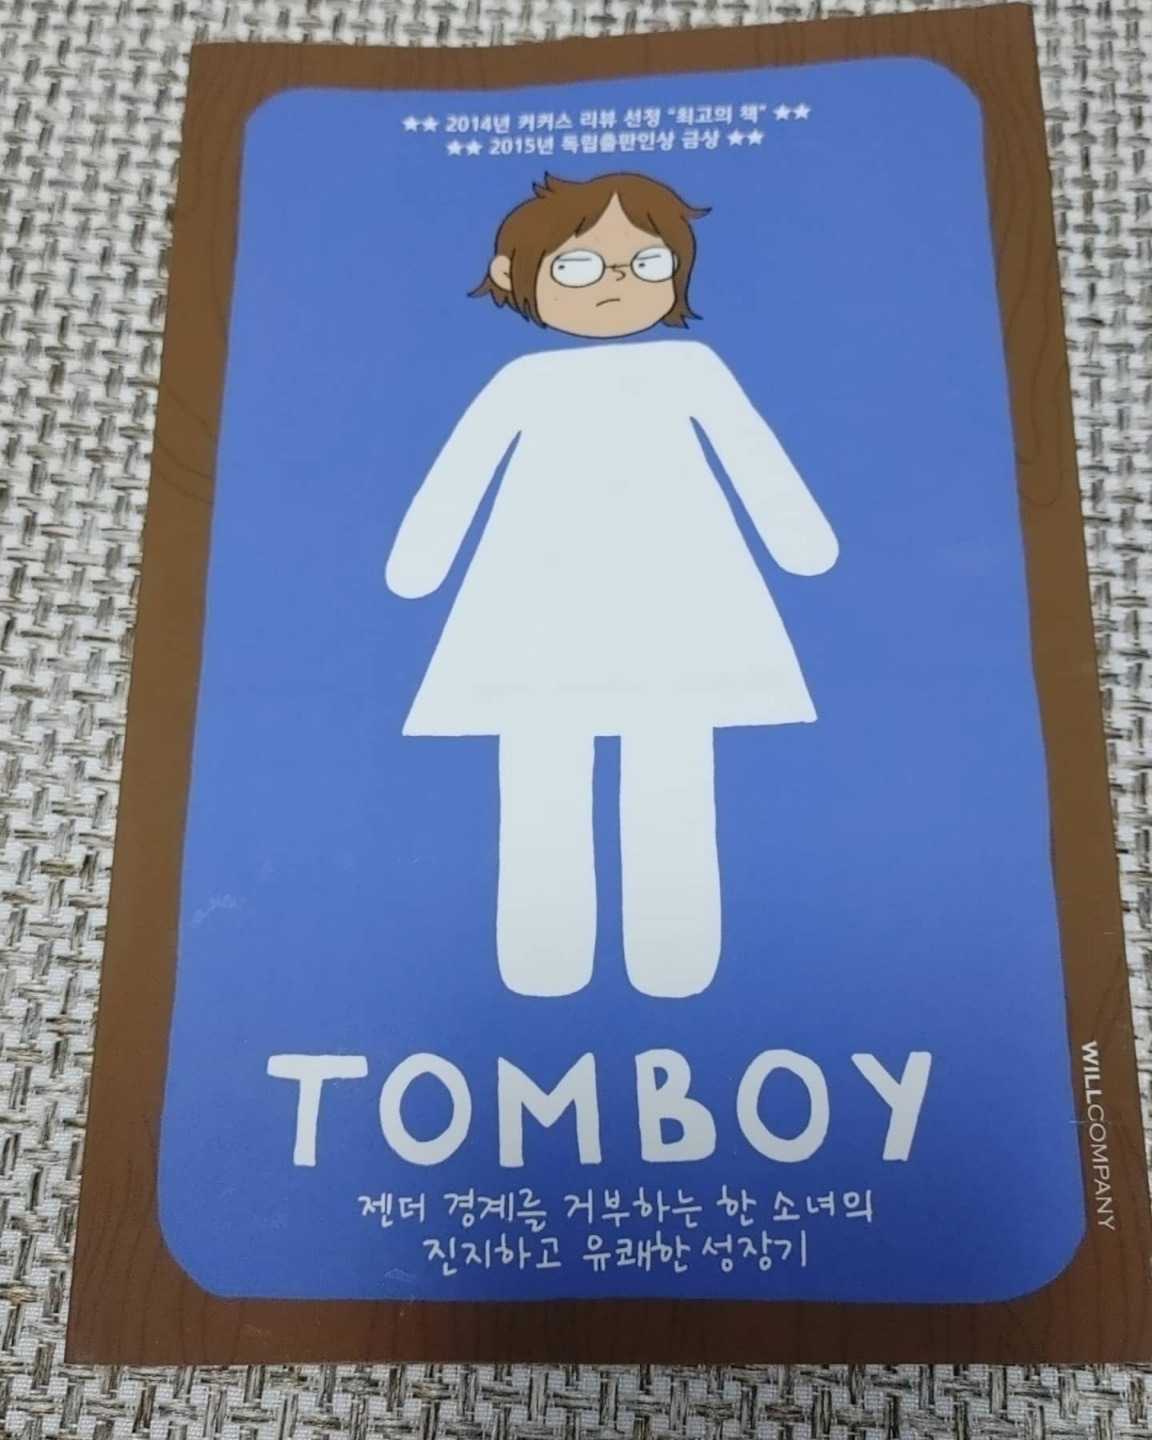 ★★ 2014년 커커스 리뷰 선정 "최고의 책" ★★
★★ 2015년 독립출판인상 금상 ★★
TOMBOY
젠더 경계를 거부하는 한 소녀의
진지하고 유쾌한 성장기
WILLCOMPANY